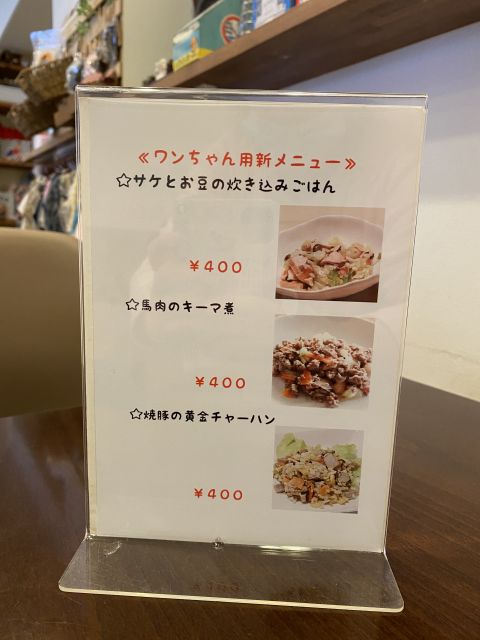 ≪ワンちゃん用新メニュー≫
☆サケとお豆の炊き込みごはん
￥400
☆馬肉のキーマ煮
￥400
☆焼豚の黄金チャーハン
￥400